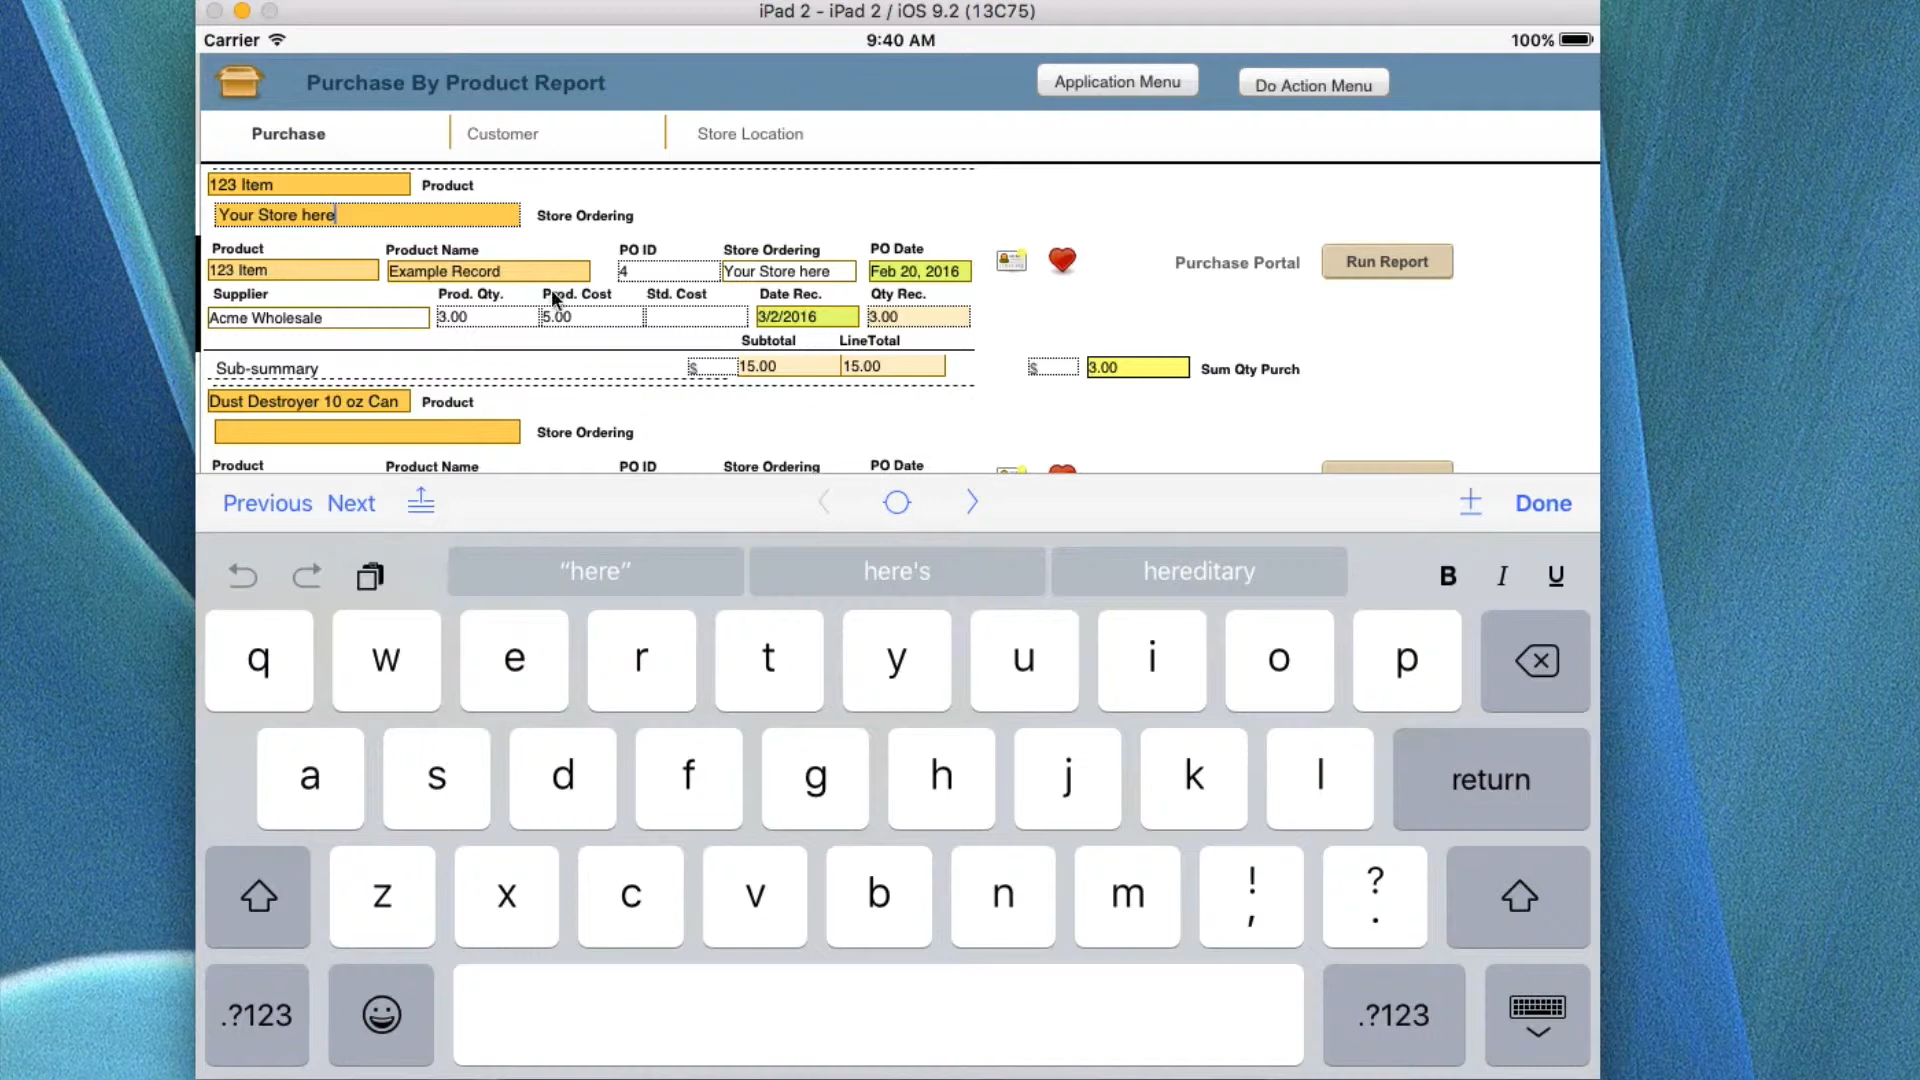 iPad 2 - iPad 2 / iOS 9.2 (13C75)
Carrier 9:40 AM 100%
Purchase By Product Report Application Menu Do Action Menu
Purchase Customer Store Location
123 Item Product
Your Store here Store Ordering
Product Product Name PO ID Store Ordering PO Date
123 Item Example Record 4 Your Store here Feb 20, 2016 Purchase Portal Run Report
Supplier Prod. Qty. Prod. Cost Std. Cost Date Rec. Qty Rec.
Acme Wholesale 3.00 5.00 3/2/2016 3.00
Subtotal LineTotal
Sub-summary $ 15.00 15.00 $ 3.00 Sum Qty Purch
Dust Destroyer 10 oz Can Product
Store Ordering
Product Product Name PO ID Store Ordering PO Date
Previous Next Done
“here” here's hereditary B I U
q w e r t y u i o p
a s d f g h j k l return
z x c v b n m ! , ? .
.?123 .?123